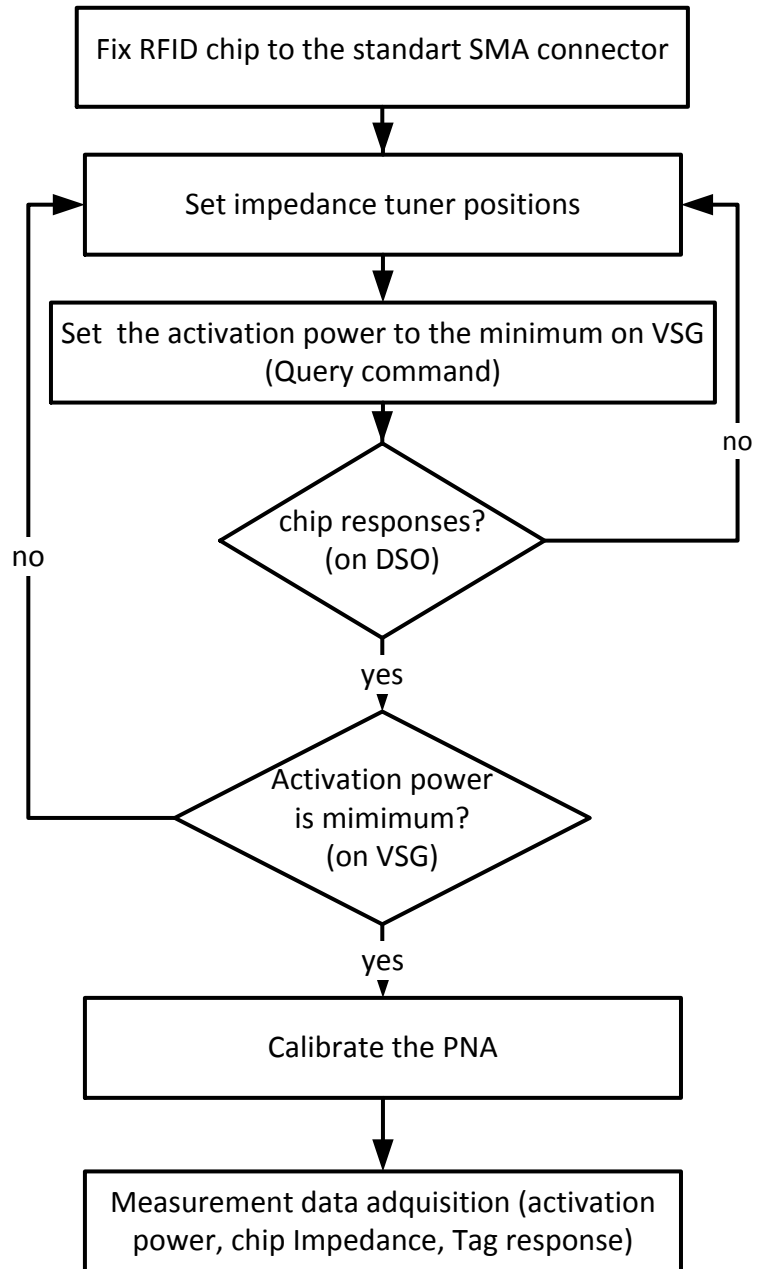 Fix RFID chip to the standart SMA connector
Set impedance tuner positions
Set the activation power to the minimum on VSG
(Query command)
no
chip responses?
(on DSO)
no
yes
Activation power
is mimimum?
(on VSG)
yes
Calibrate the PNA
Measurement data adquisition (activation
power, chip Impedance, Tag response)